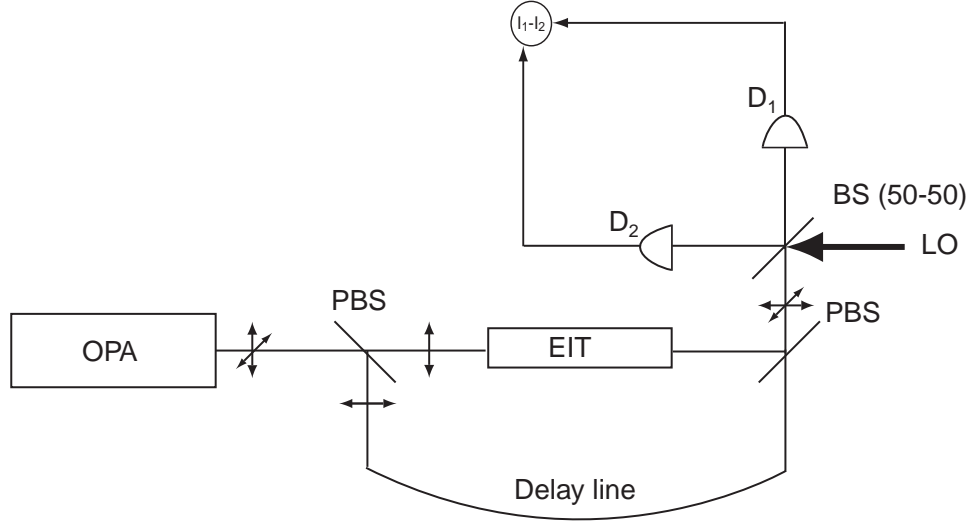 I₁-I₂
D₁
BS (50-50)
D₂
LO
PBS
PBS
OPA
EIT
Delay line